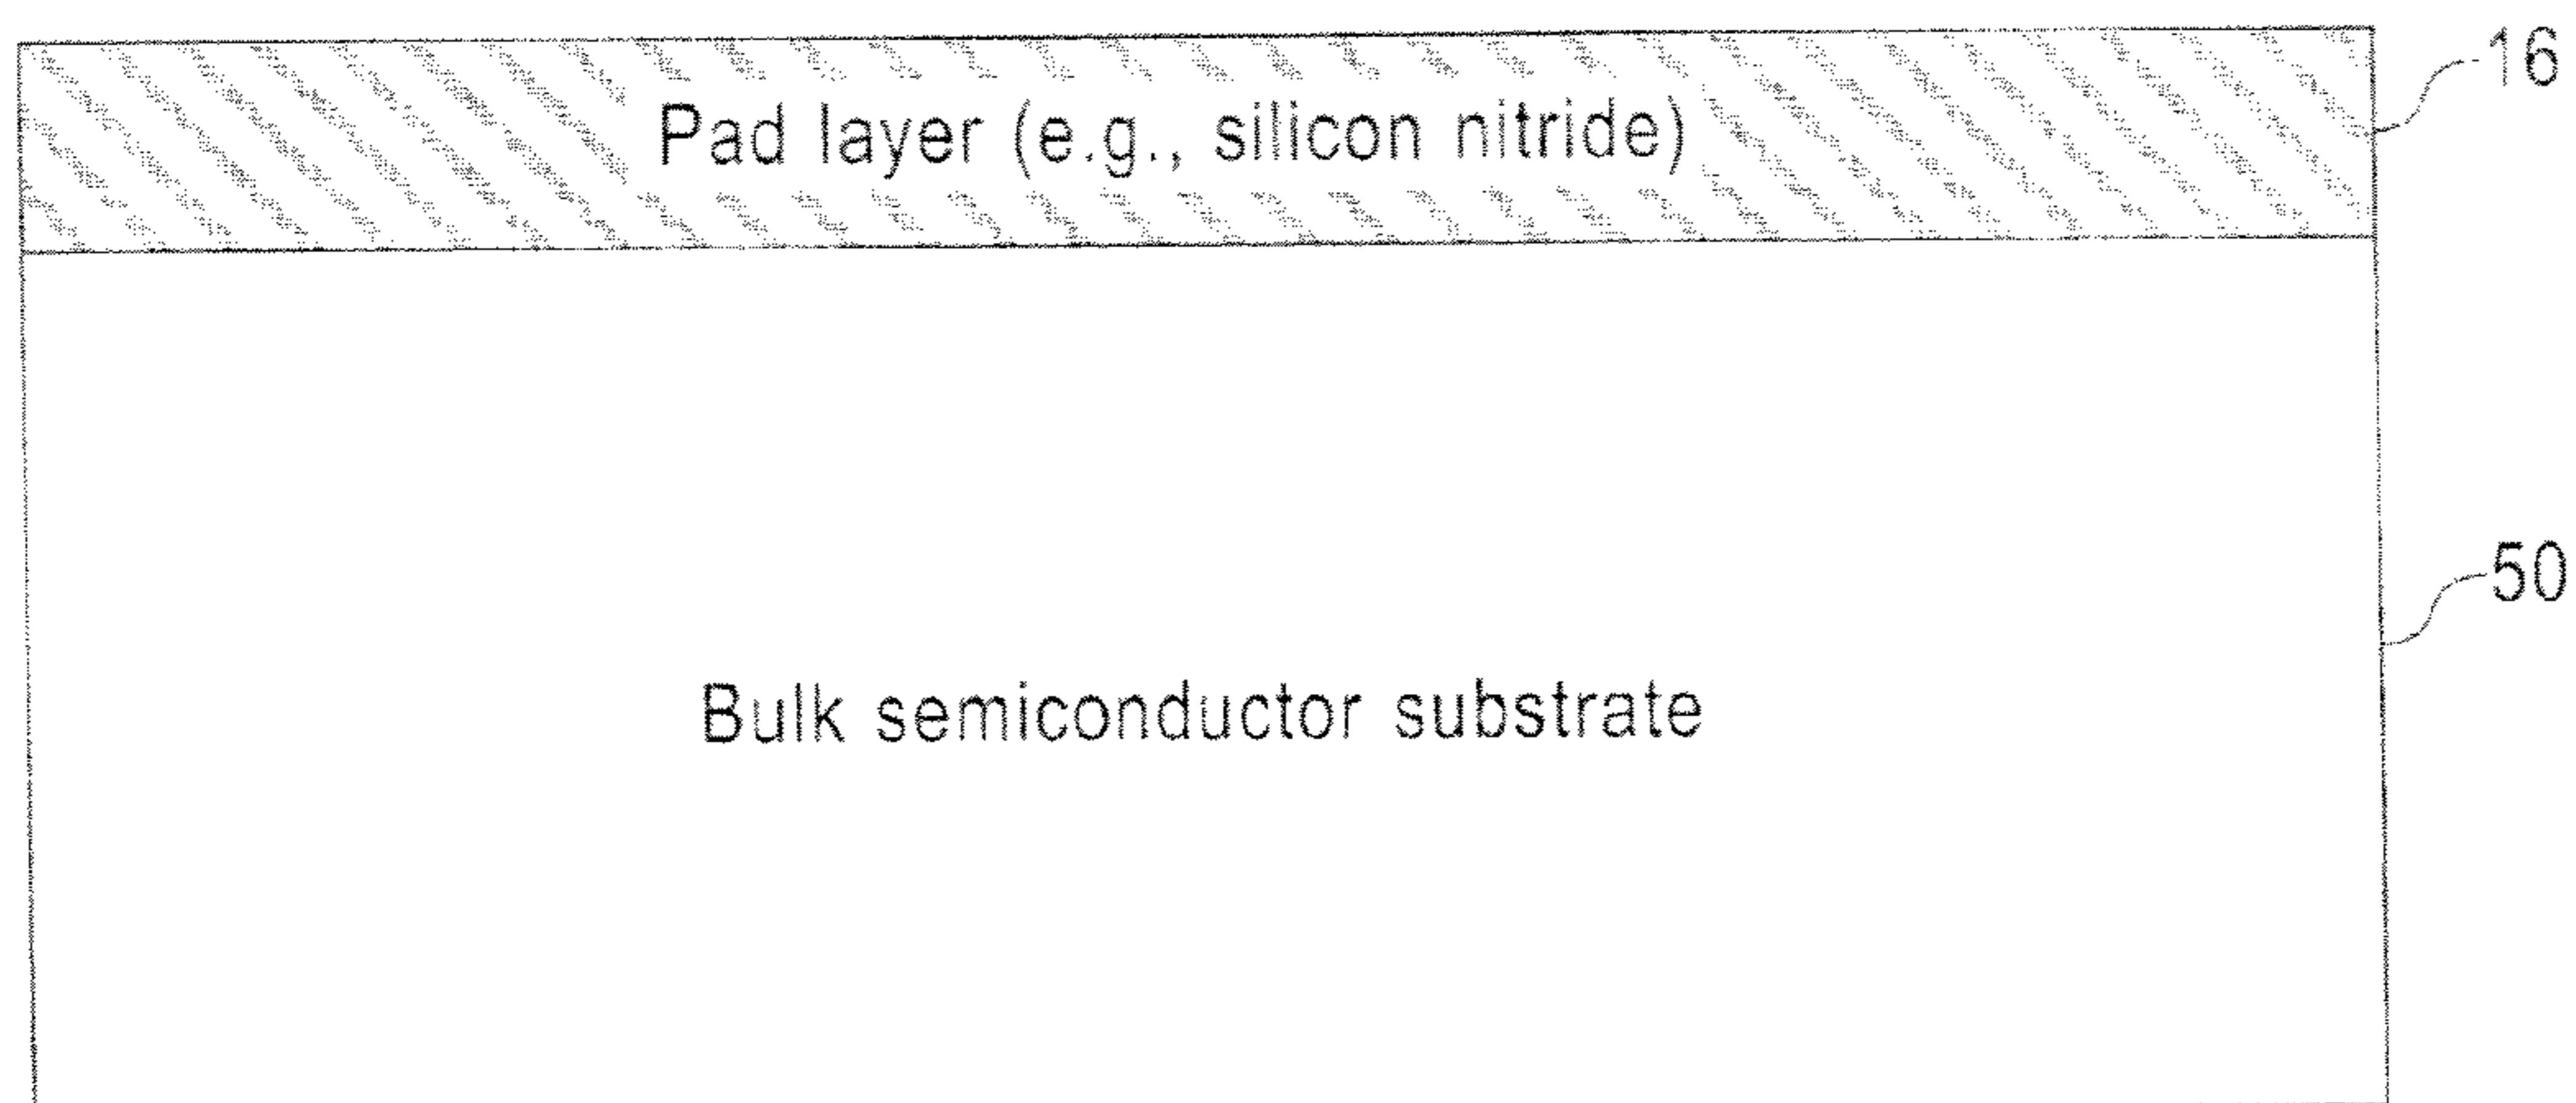 16
Pad layer (e.g., silicon nitride)
50
Bulk semiconductor substrate